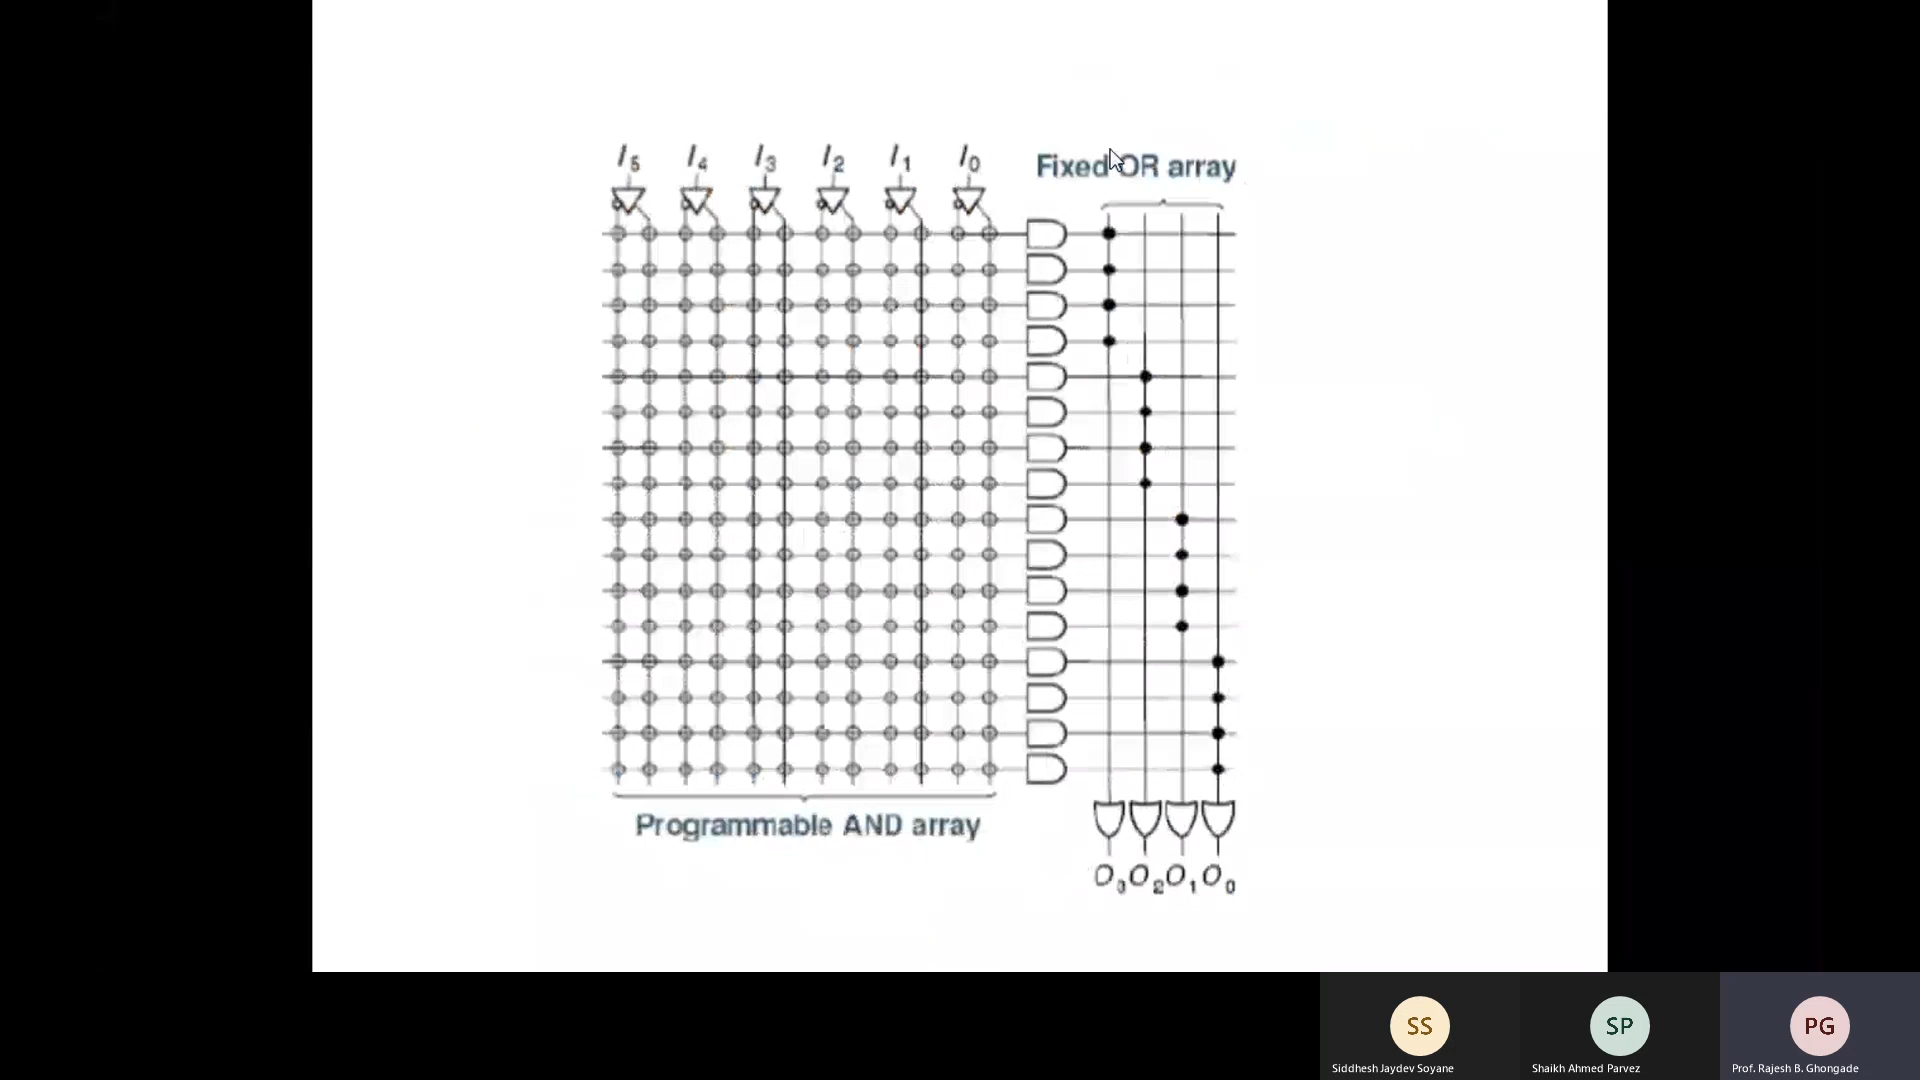 I5 I4 I3 I2 I1 I0
Fixed OR array
Programmable AND array
O3 O2 O1 O0
SS
SP
PG
Siddhesh Jaydev Soyane
Shaikh Ahmed Parvez
Prof. Rajesh B. Ghongade